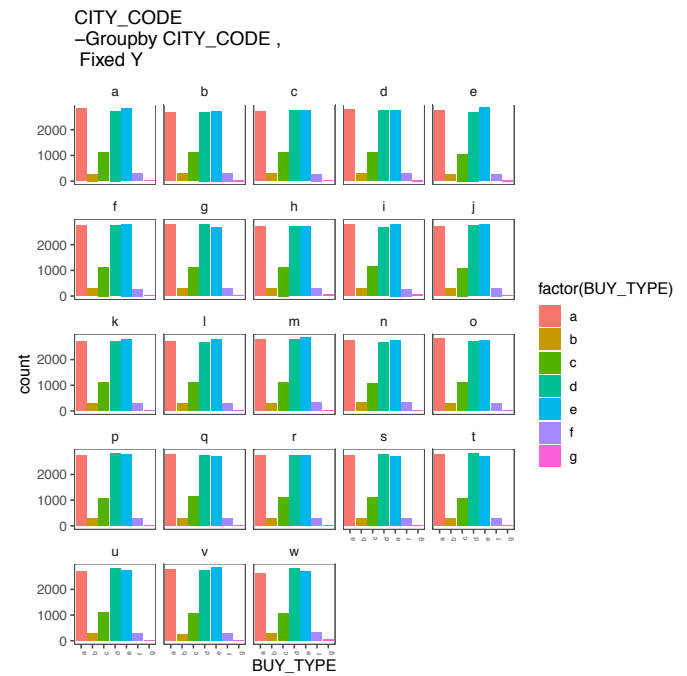 CITY_CODE
–Groupby CITY_CODE ,
Fixed Y
a b c d e
2000
1000
0
f g h i j
2000
1000
0
k l m n o
2000
1000
0
p q r s t
2000
1000
0
a b c d e f g a b c d e f g
u v w
2000
1000
0
a b c d e f g a b c d e f g a b c d e f g
BUY_TYPE
count
factor(BUY_TYPE)
a
b
c
d
e
f
g